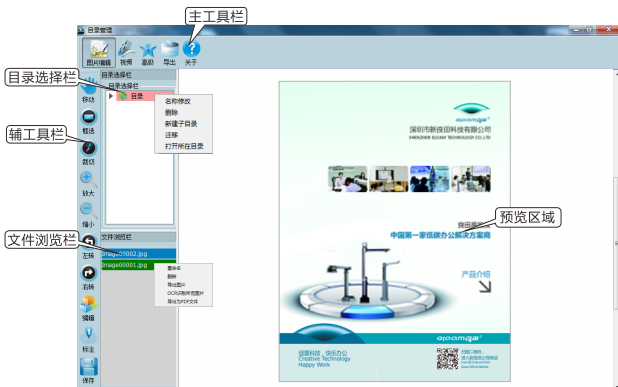 主工具栏
目录管理
图片编辑 视频 高级 导出 关于
目录选择栏
目录选择栏
目录选择栏
目录
名称修改
删除
新建子目录
迁移
打开所在目录
辅工具栏
移动
框选
裁切
放大
缩小
左转
右转
编辑
标注
保存
文件浏览栏
文件浏览栏
Image00002.jpg
Image00001.jpg
重命名
删除
导出图片
OCR识别所选图片
导出为PDF文件
预览区域
深圳市新良田科技有限公司
SHENZHEN ELOAM TECHNOLOGY CO.,LTD
中国第一家低碳办公解决方案商
产品介绍
创意科技,快乐办公
Creative Technology
Happy Work